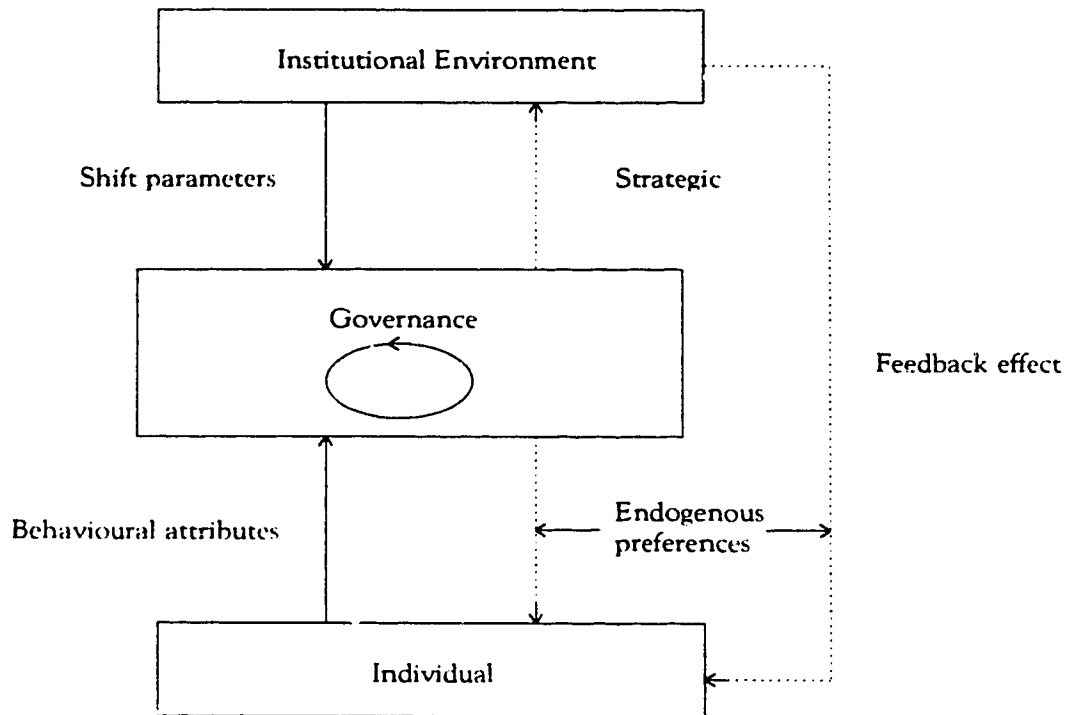 Institutional Environment
Shift parameters
Strategic
Governance
Feedback effect
Behavioural attributes
Endogenous
preferences
Individual